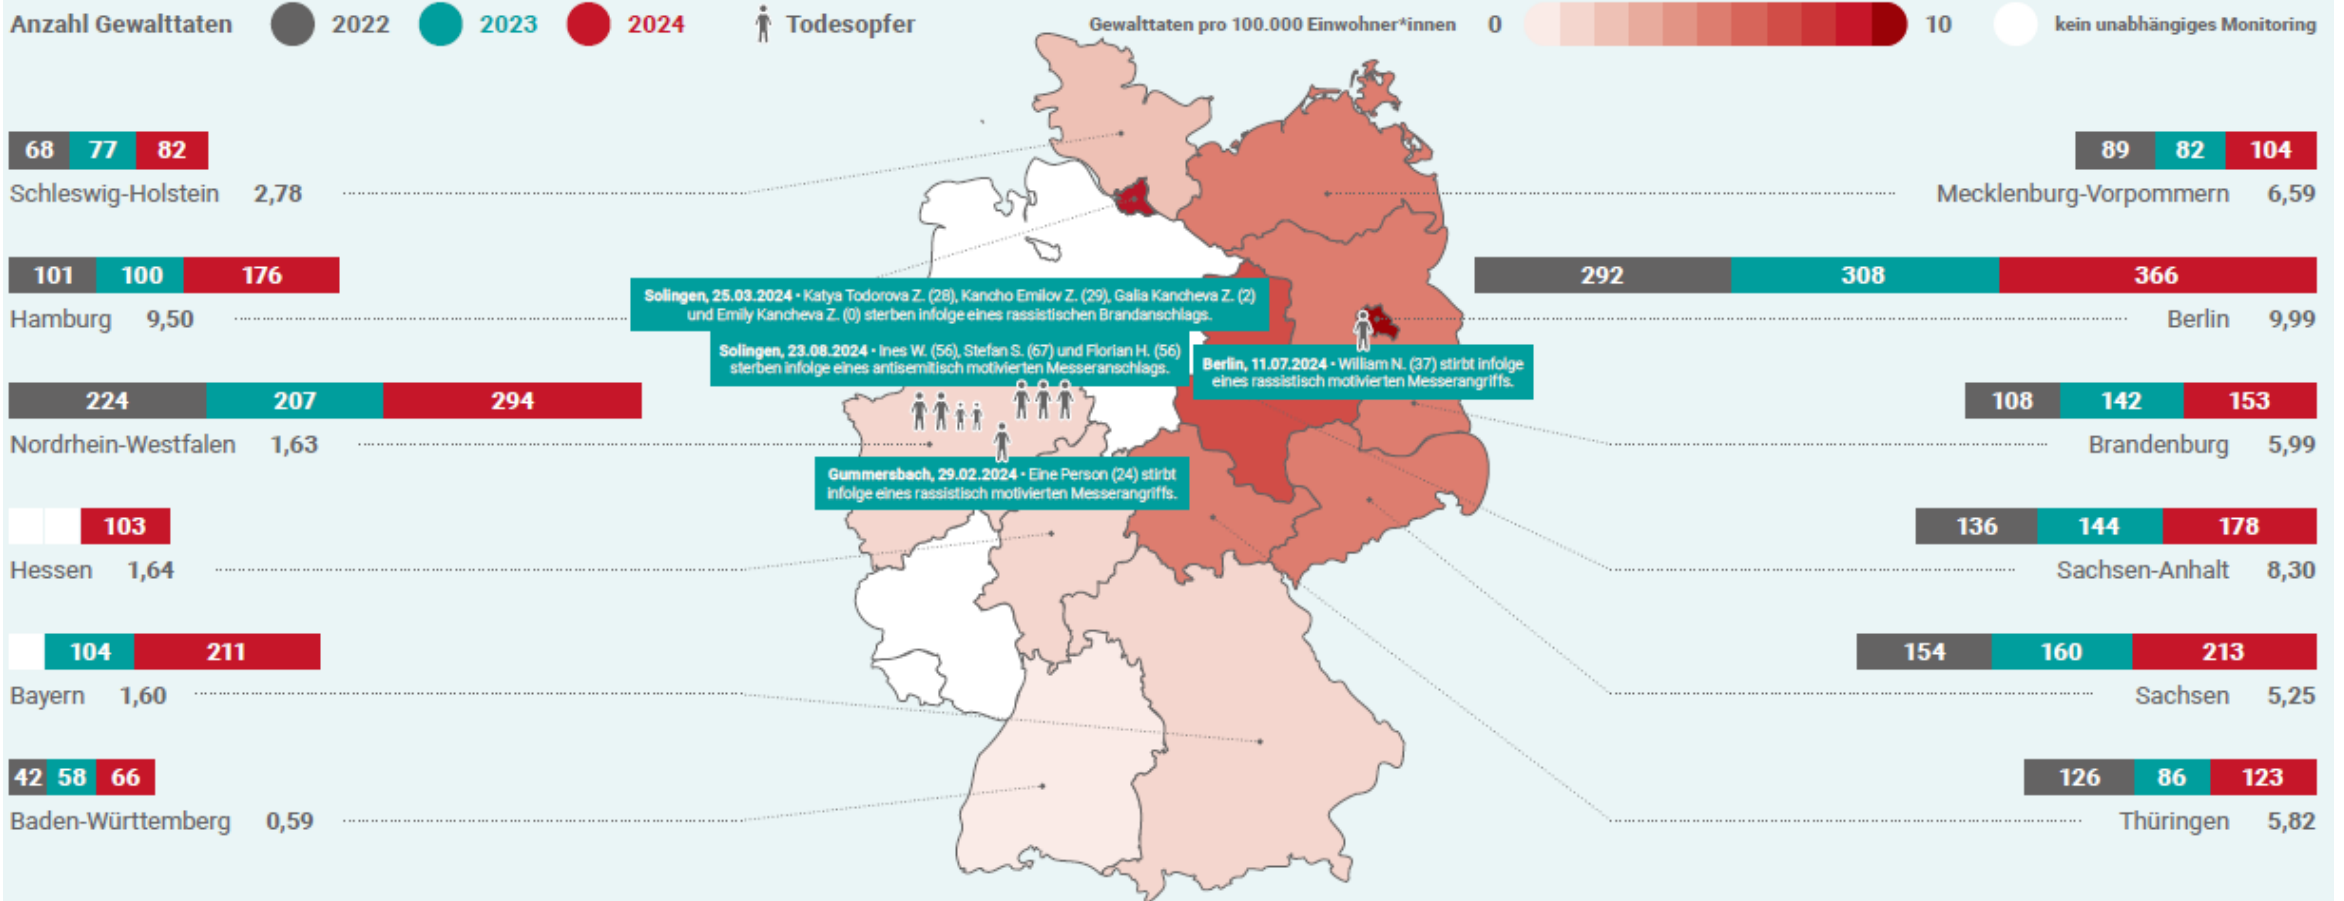 Anzahl Gewalttaten 2022 2023 2024 Todesopfer Gewalttaten pro 100.000 Einwohner*innen 0 10 kein unabhängiges Monitoring
68 77 82
Schleswig-Holstein 2,78
101 100 176
Hamburg 9,50
224 207 294
Nordrhein-Westfalen 1,63
103
Hessen 1,64
104 211
Bayern 1,60
42 58 66
Baden-Württemberg 0,59
Solingen, 25.03.2024 • Katya Todorova Z. (28), Kancho Emilov Z. (29), Galia Kancheva Z. (2)
und Emily Kancheva Z. (0) sterben infolge eines rassistischen Brandanschlags.
Solingen, 23.08.2024 • Ines W. (56), Stefan S. (67) und Florian H. (56)
sterben infolge eines antisemitisch motivierten Messeranschlags.
Berlin, 11.07.2024 • William N. (37) stirbt infolge
eines rassistisch motivierten Messerangriffs.
Gummersbach, 29.02.2024 • Eine Person (24) stirbt
infolge eines rassistisch motivierten Messerangriffs.
89 82 104
Mecklenburg-Vorpommern 6,59
292 308 366
Berlin 9,99
108 142 153
Brandenburg 5,99
136 144 178
Sachsen-Anhalt 8,30
154 160 213
Sachsen 5,25
126 86 123
Thüringen 5,82